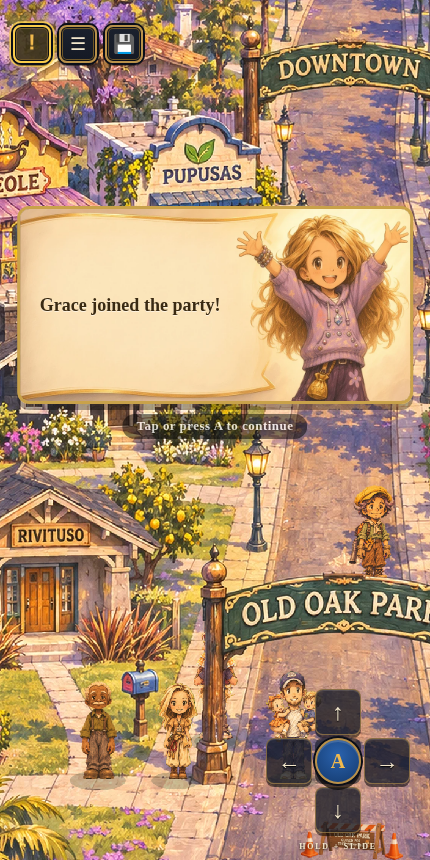 !
DOWNTOWN
PUPUSAS
OLE
Grace joined the party!
Tap or press A to continue
RIVITUSO
OLD OAK PARK
A
HOLD + SLIDE